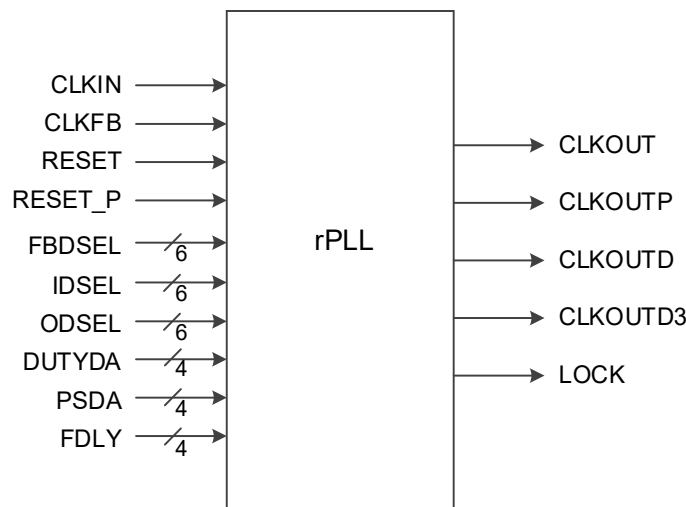 CLKIN
CLKFB
RESET
RESET_P
FBDSEL 6
IDSEL 6
ODSEL 6
DUTYDA 4
PSDA 4
FDLY 4
rPLL
CLKOUT
CLKOUTP
CLKOUTD
CLKOUTD3
LOCK